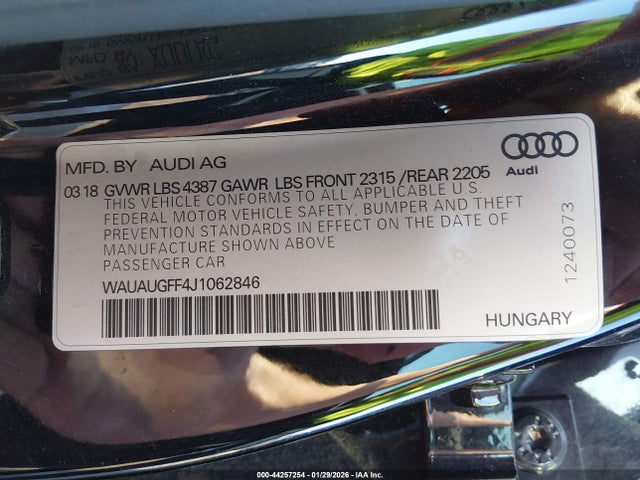 MFD. BY AUDI AG
Audi
03 18 GVWR LBS 4387 GAWR LBS FRONT 2315 /REAR 2205
THIS VEHICLE CONFORMS TO ALL APPLICABLE U.S.
FEDERAL MOTOR VEHICLE SAFETY, BUMPER AND THEFT
PREVENTION STANDARDS IN EFFECT ON THE DATE OF
MANUFACTURE SHOWN ABOVE
PASSENGER CAR
WAUAUGFF4J1062846
1240073
HUNGARY
000-44257254 - 01/29/2026 - IAA Inc.